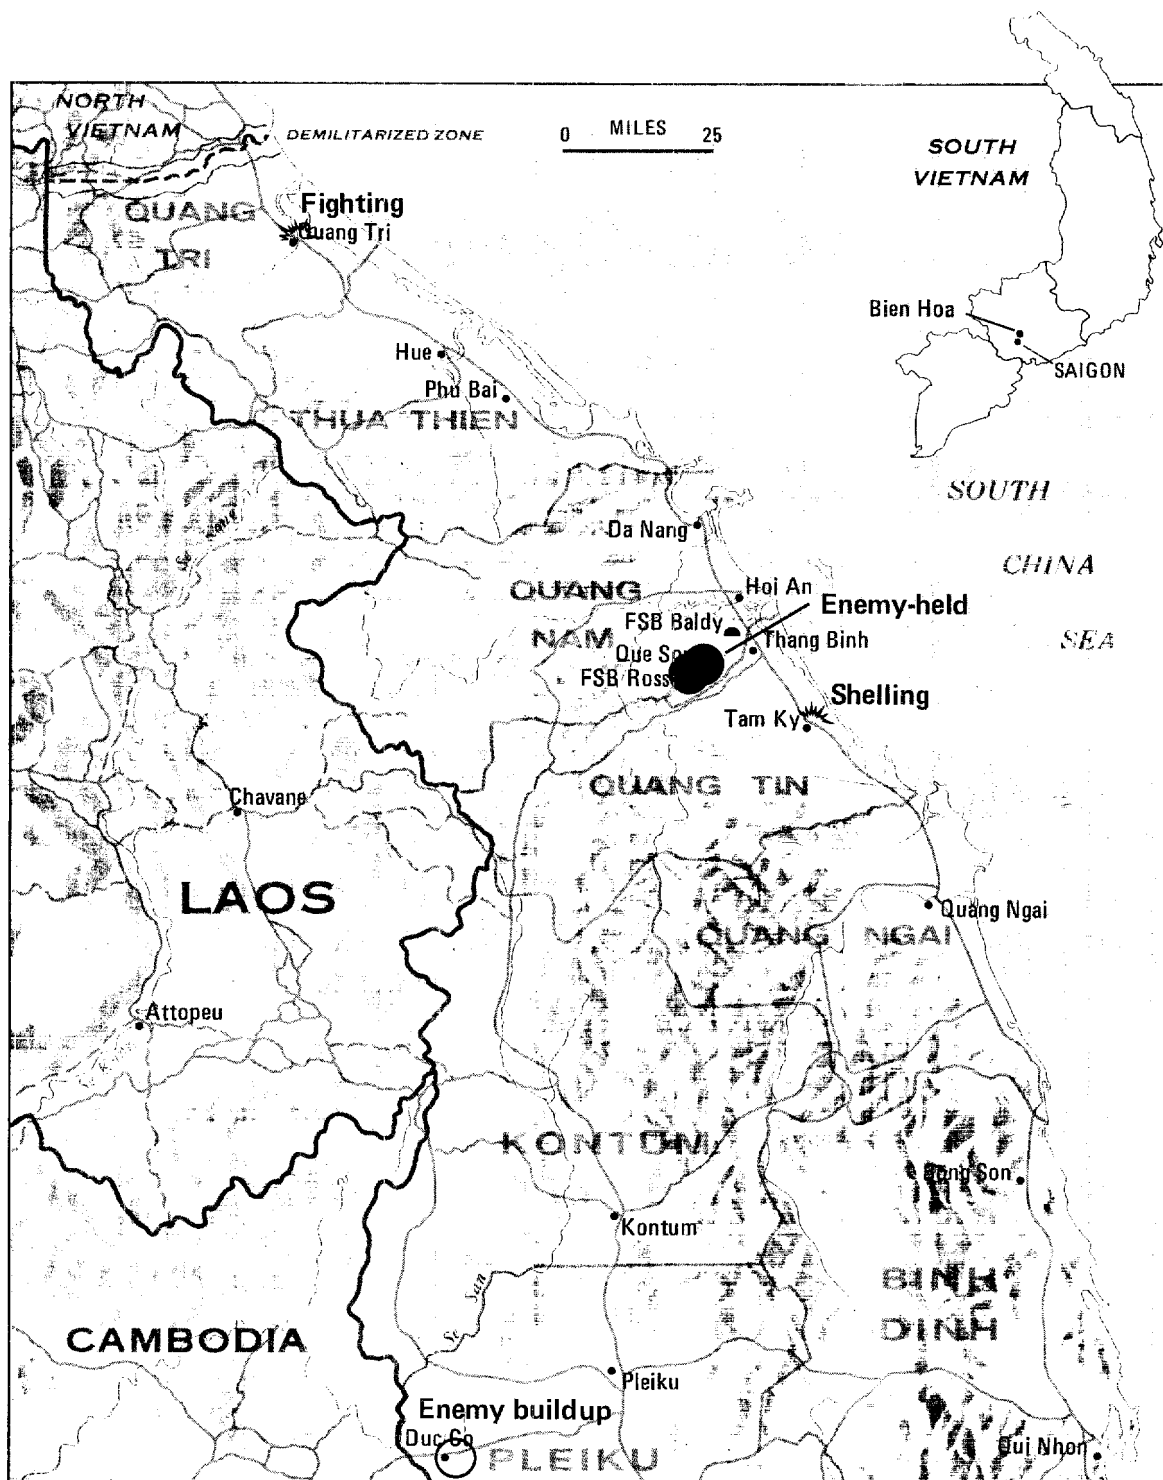 NORTH
VIETNAM
DEMILITARIZED ZONE
0 MILES 25
SOUTH
VIETNAM
QUANG
TRI
Fighting
Quang Tri
Bien Hoa
SAIGON
Hue
Phu Bai
THUA THIEN
SOUTH
CHINA
SEA
Da Nang
QUANG
NAM
Hoi An
Enemy-held
FSB Baldy
Thang Binh
Que
FSB Ross
Shelling
Tam Ky
QUANG TIN
Chavane
LAOS
Quang Ngai
QUANG NGAI
Attopeu
KONTUM
Bong Son
Kontum
San
Se
BINH
DINH
CAMBODIA
Pleiku
Enemy buildup
Duc Co
PLEIKU
Qui Nhon